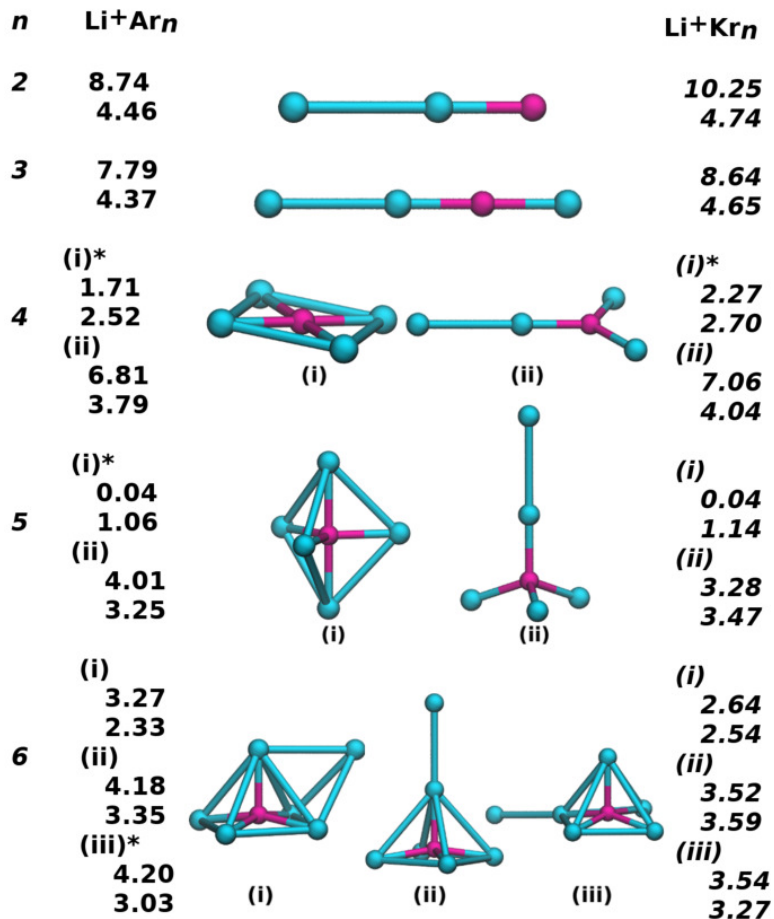 n Li+Arn Li+Krn
2 8.74 10.25
4.46 4.74
3 7.79 8.64
4.37 4.65
(i)* (i)*
1.71 2.27
4 2.52 2.70
(ii) (ii)
6.81 7.06
3.79 4.04
(i) (ii)
(i)* (i)
0.04 0.04
5 1.06 1.14
(ii) (ii)
4.01 3.28
3.25 3.47
(i) (ii)
(i) (i)
3.27 2.64
2.33 2.54
6 (ii) (ii)
4.18 3.52
3.35 3.59
(iii)* (iii)
4.20 3.54
3.03 3.27
(i) (ii) (iii)